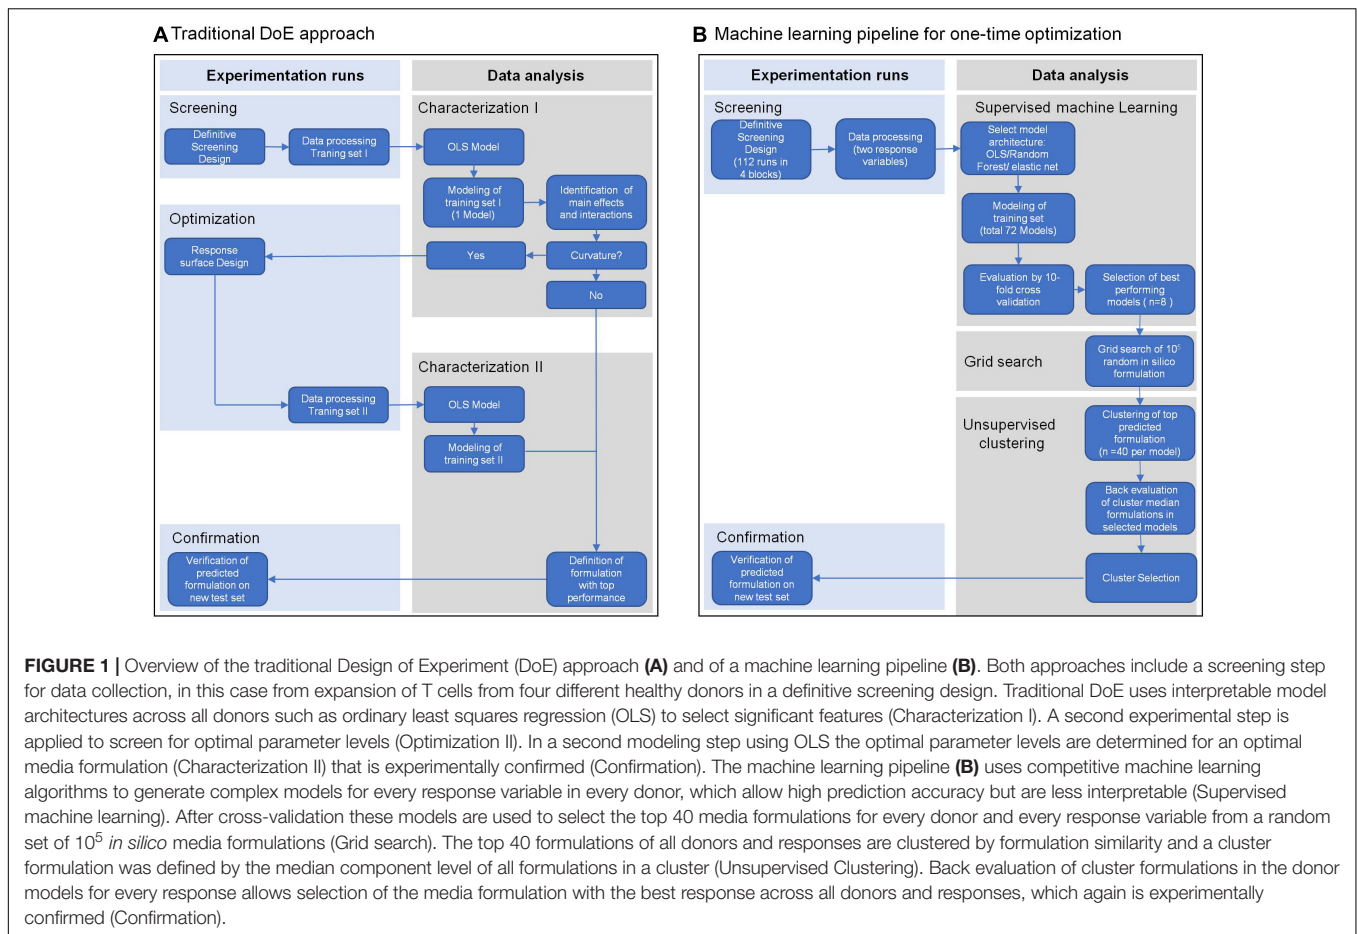 A Traditional DoE approach
Experimentation runs
Data analysis
Screening
Definitive
Screening
Design
Data processing
Traning set I
Characterization I
OLS Model
Modeling of
training set I
(1 Model)
Identification of
main effects
and interactions
Optimization
Response
surface Design
Yes
Curvature?
No
Characterization II
Data processing
Traning set II
OLS Model
Modeling of
training set II
Confirmation
Verification of
predicted
formulation on
new test set
Definition of
formulation
with top
performance
B Machine learning pipeline for one-time optimization
Experimentation runs
Data analysis
Screening
Definitive
Screening
Design
(112 runs in
4 blocks)
Data processing
(two response
variables)
Supervised machine Learning
Select model
architecture:
OLS/Random
Forest/ elastic net
Modeling of
training set
(total 72 Models)
Evaluation by 10-
fold cross
validation
Selection of best
performing
models ( n=8 )
Grid search
Grid search of 10⁵
random in silico
formulation
Unsupervised
clustering
Clustering of top
predicted
formulation
(n =40 per model)
Back evaluation
of cluster median
formulations in
selected models
Confirmation
Verification of
predicted
formulation on
new test set
Cluster Selection
FIGURE 1 | Overview of the traditional Design of Experiment (DoE) approach (A) and of a machine learning pipeline (B). Both approaches include a screening step
for data collection, in this case from expansion of T cells from four different healthy donors in a definitive screening design. Traditional DoE uses interpretable model
architectures across all donors such as ordinary least squares regression (OLS) to select significant features (Characterization I). A second experimental step is
applied to screen for optimal parameter levels (Optimization II). In a second modeling step using OLS the optimal parameter levels are determined for an optimal
media formulation (Characterization II) that is experimentally confirmed (Confirmation). The machine learning pipeline (B) uses competitive machine learning
algorithms to generate complex models for every response variable in every donor, which allow high prediction accuracy but are less interpretable (Supervised
machine learning). After cross-validation these models are used to select the top 40 media formulations for every donor and every response variable from a random
set of 10⁵ in silico media formulations (Grid search). The top 40 formulations of all donors and responses are clustered by formulation similarity and a cluster
formulation was defined by the median component level of all formulations in a cluster (Unsupervised Clustering). Back evaluation of cluster formulations in the donor
models for every response allows selection of the media formulation with the best response across all donors and responses, which again is experimentally
confirmed (Confirmation).